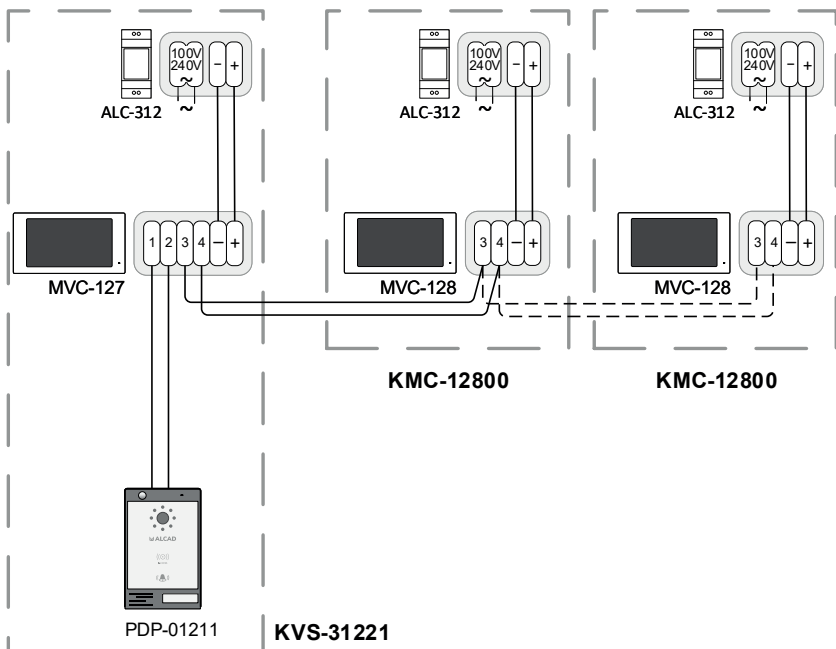 100V
240V
~
- +
~
ALC-312
100V
240V
~
- +
~
ALC-312
100V
240V
~
- +
~
ALC-312
1 2 3 4 - +
MVC-127
3 4 - +
MVC-128
3 4 - +
MVC-128
KMC-12800
KMC-12800
ALCAD
PDP-01211
KVS-31221